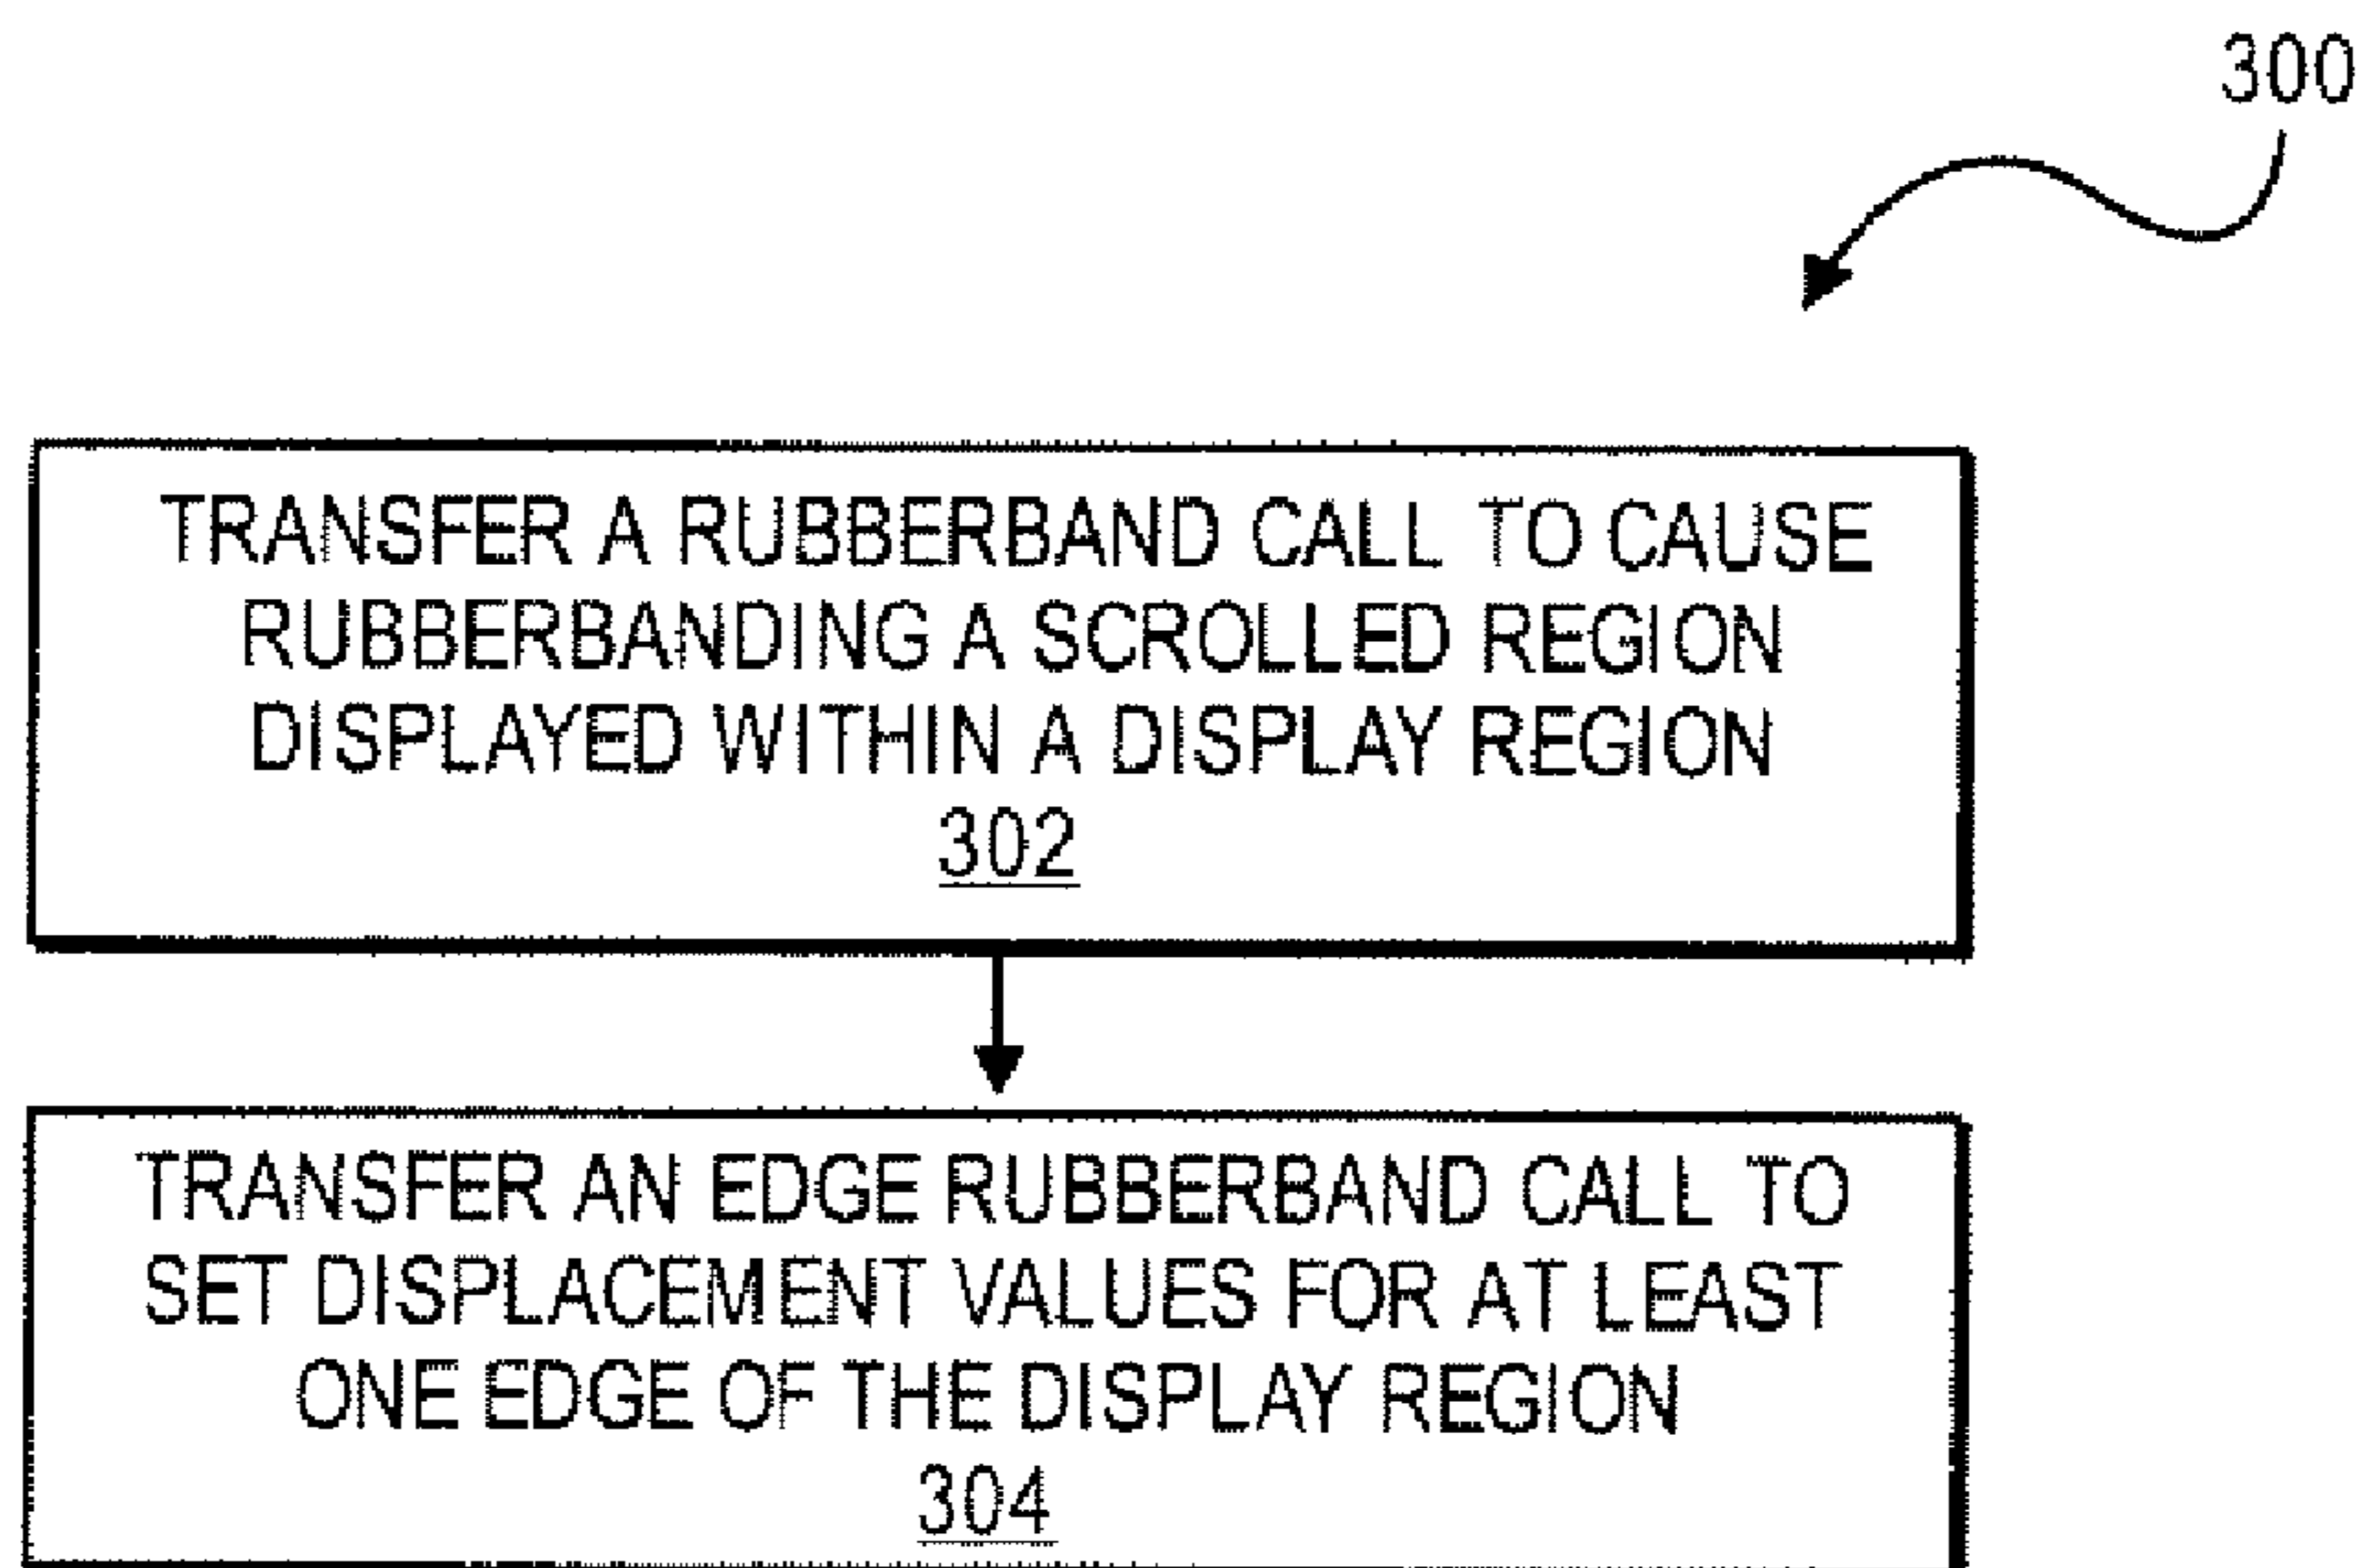 300
TRANSFER A RUBBERBAND CALL TO CAUSE
RUBBERBANDING A SCROLLED REGION
DISPLAYED WITHIN A DISPLAY REGION
302
TRANSFER AN EDGE RUBBERBAND CALL TO
SET DISPLACEMENT VALUES FOR AT LEAST
ONE EDGE OF THE DISPLAY REGION
304